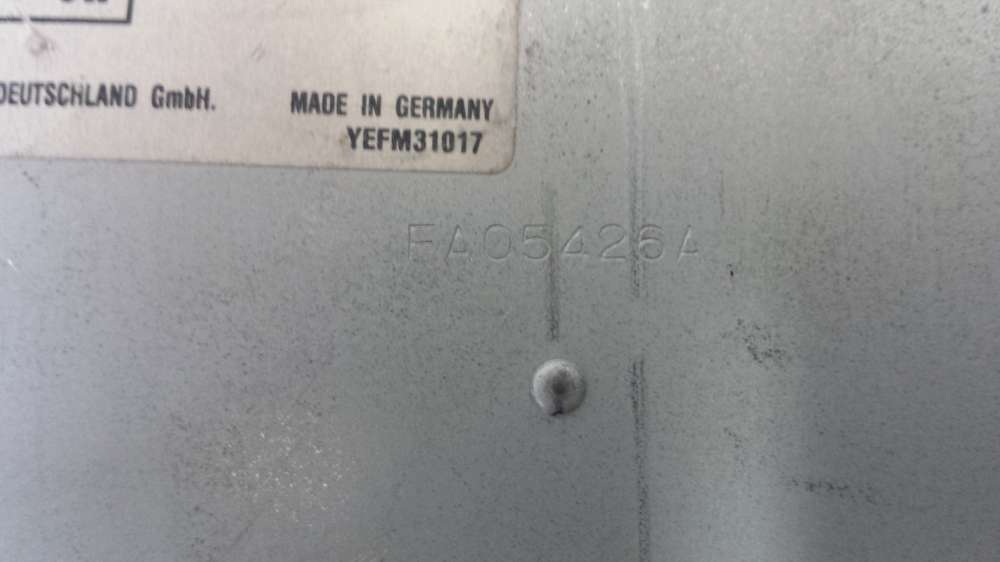 DEUTSCHLAND GmbH. MADE IN GERMANY
YEFM31017
FA05426A